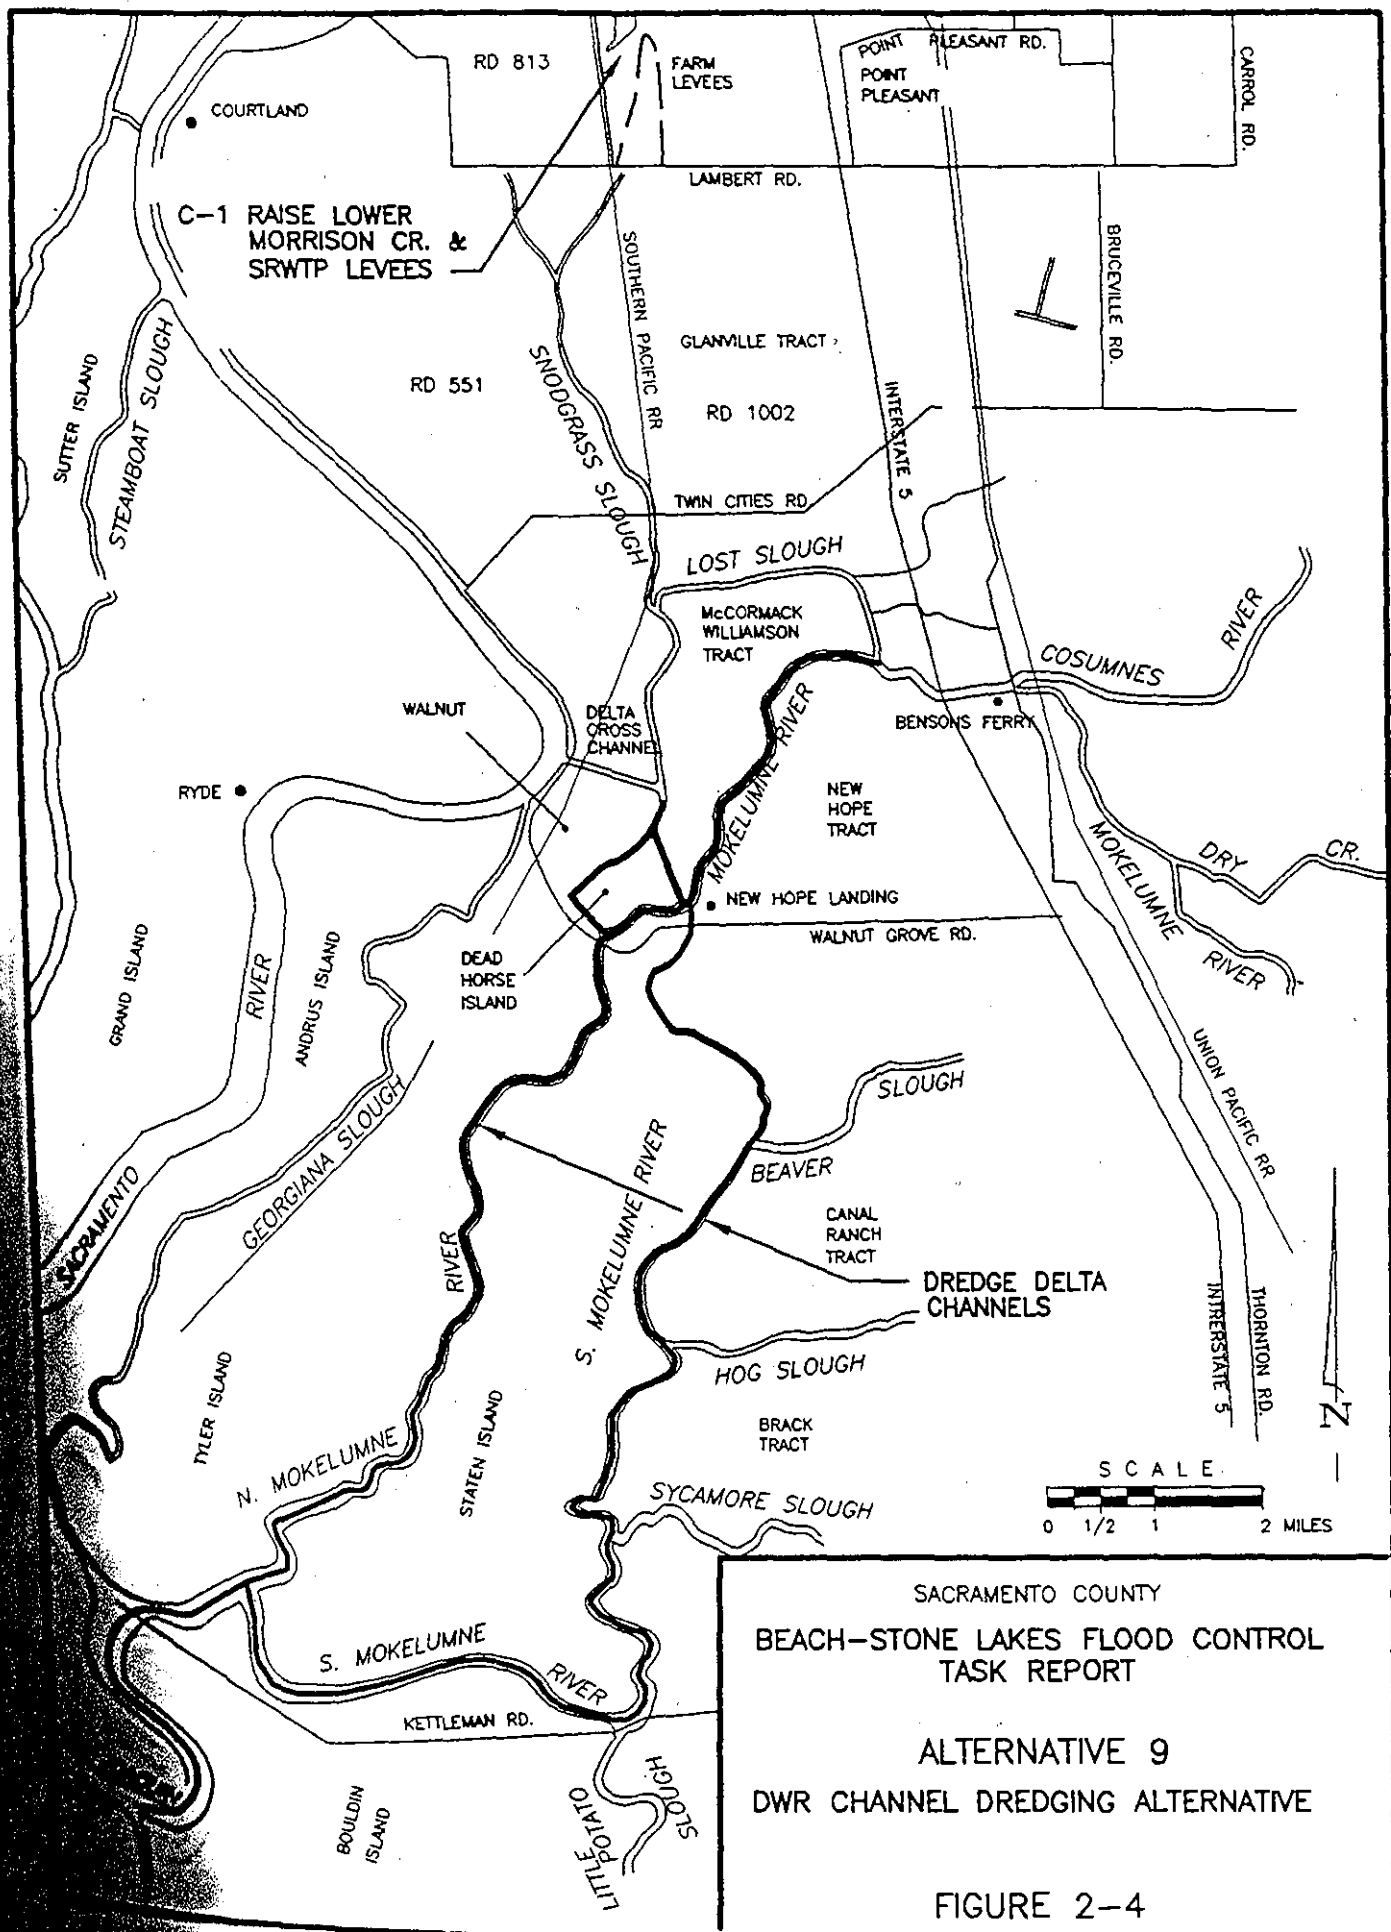 RD 813
FARM
LEVEES
POINT PLEASANT RD.
POINT
PLEASANT
CARROL RD.
COURTLAND
LAMBERT RD.
C-1 RAISE LOWER
MORRISON CR. &
SRWTP LEVEES
SOUTHERN PACIFIC RR
BRUCEVILLE RD.
GLANVILLE TRACT
SUTTER ISLAND
STEAMBOAT SLOUGH
RD 551
SNODGRASS SLOUGH
RD 1002
INTERSTATE 5
TWIN CITIES RD
LOST SLOUGH
McCORMACK
WILLIAMSON
TRACT
COSUMNES RIVER
WALNUT
DELTA
CROSS
CHANNEL
BENSONS FERRY
RYDE
MOKELUMNE RIVER
NEW
HOPE
TRACT
MOKELUMNE RIVER
DRY CR.
NEW HOPE LANDING
WALNUT GROVE RD.
DEAD
HORSE
ISLAND
GRAND ISLAND
SACRAMENTO RIVER
ANDRUS ISLAND
GEORGIANA SLOUGH
UNION PACIFIC RR
BEAVER SLOUGH
S. MOKELUMNE RIVER
CANAL
RANCH
TRACT
DREDGE DELTA
CHANNELS
INTRERSTATE 5
THORNTON RD.
HOG SLOUGH
TYLER ISLAND
N. MOKELUMNE RIVER
STATEN ISLAND
BRACK
TRACT
N
SYCAMORE SLOUGH
SCALE
0 1/2 1 2 MILES
S. MOKELUMNE RIVER
KETTLEMAN RD.
BOULDIN
ISLAND
LITTLE
POTATO
SLOUGH
SACRAMENTO COUNTY
BEACH-STONE LAKES FLOOD CONTROL
TASK REPORT
ALTERNATIVE 9
DWR CHANNEL DREDGING ALTERNATIVE
FIGURE 2-4